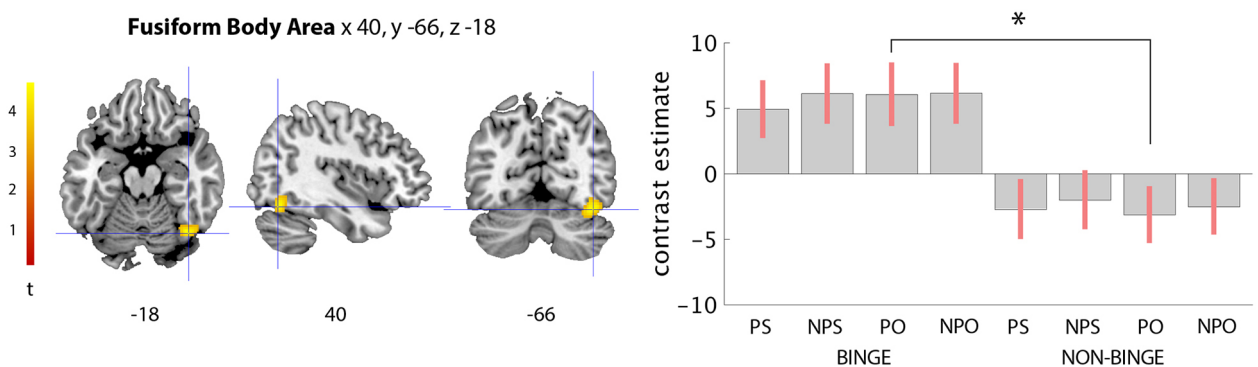 Fusiform Body Area x 40, y -66, z -18
4
3
2
1
t
-18
40
-66
*
contrast estimate
10
5
0
−5
−10
PS NPS PO NPO PS NPS PO NPO
BINGE NON-BINGE